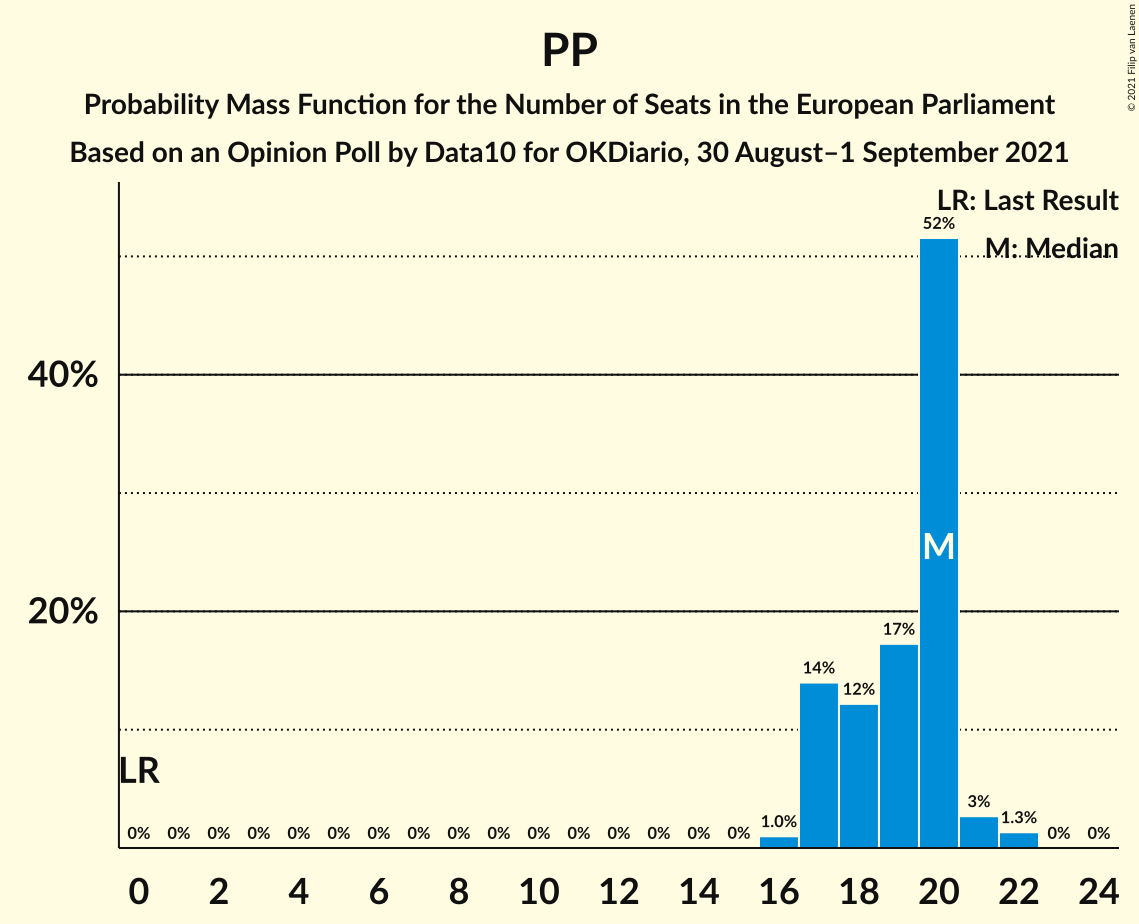 PP
Probability Mass Function for the Number of Seats in the European Parliament
Based on an Opinion Poll by Data10 for OKDiario, 30 August–1 September 2021
© 2021 Filip van Laenen
LR: Last Result
M: Median
52%
40%
20%
M
17%
14%
12%
LR
3%
1.3%
1.0%
0% 0% 0% 0% 0% 0% 0% 0% 0% 0% 0% 0% 0% 0% 0% 0% 0% 0%
0 2 4 6 8 10 12 14 16 18 20 22 24